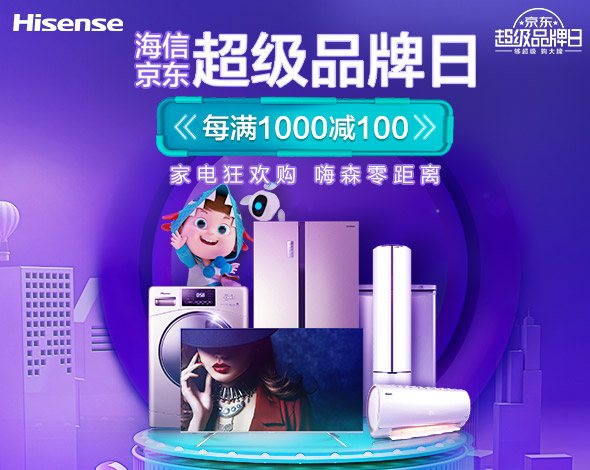 Hisense
京东
超级品牌日
够超级 购大牌
海信
京东
超级品牌日
每满1000减100
家电狂欢购 嗨森零距离